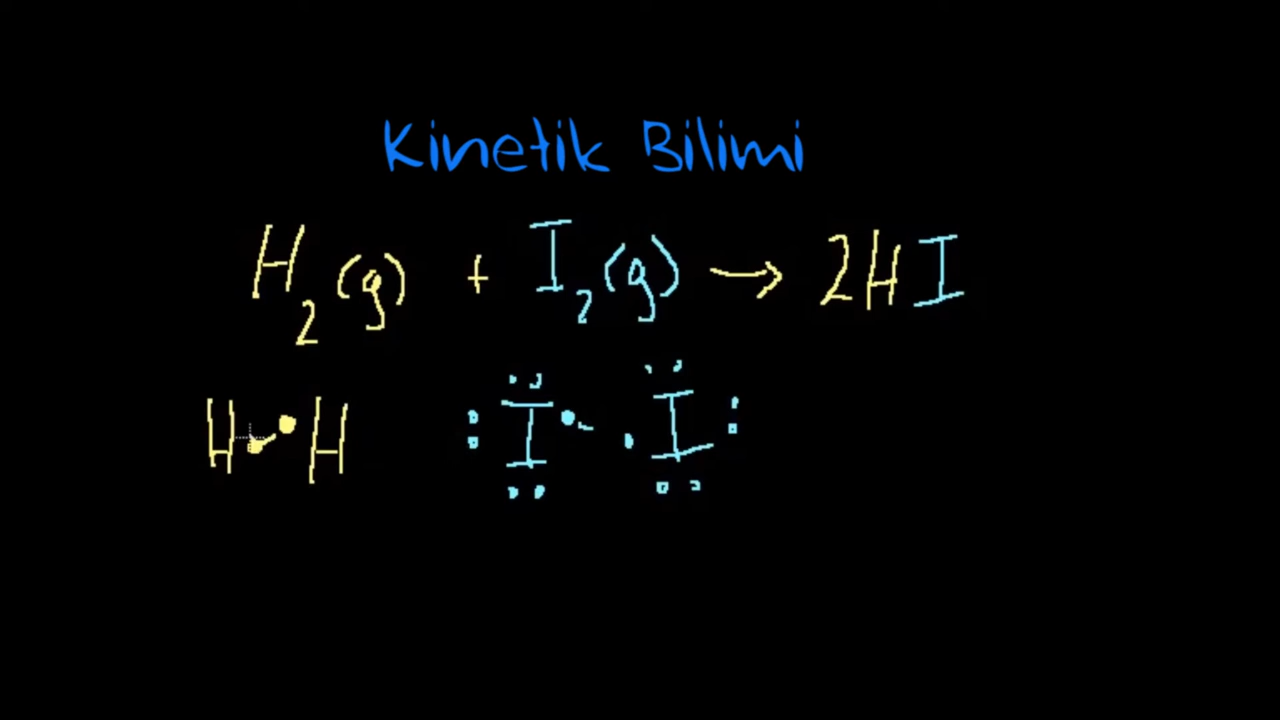 Kinetik Bilimi
H₂(g) + I₂(g) → 2HI
H H I I